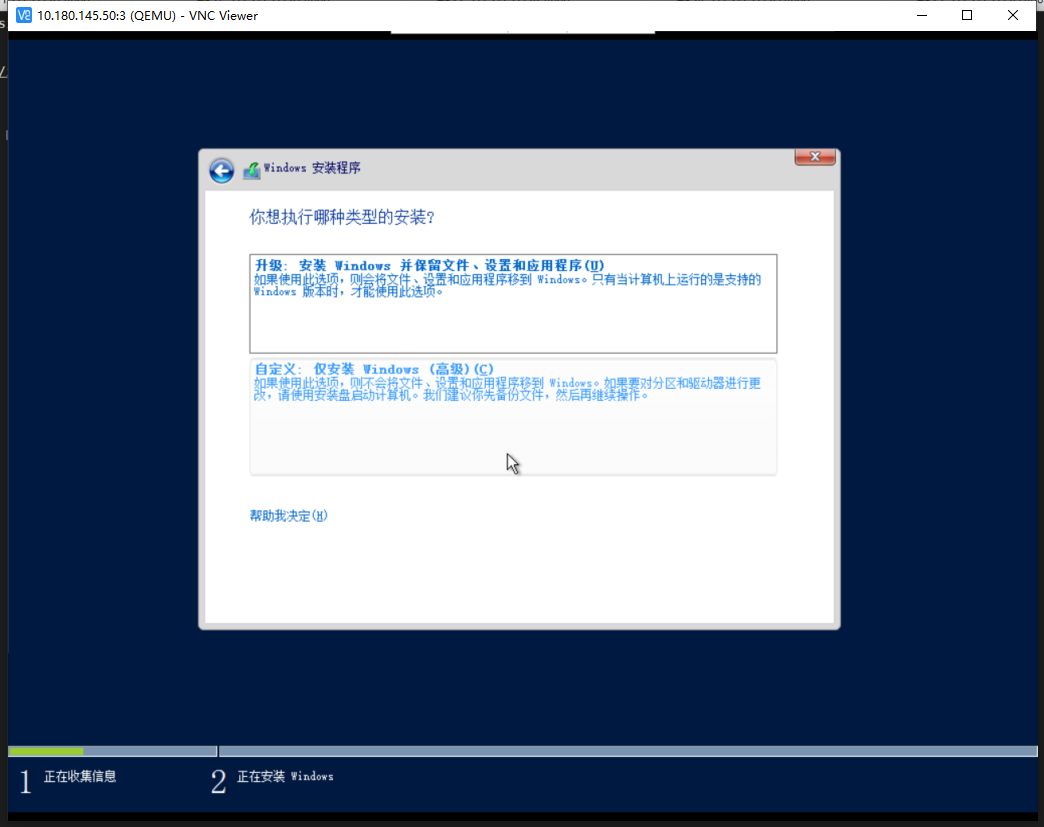 10.180.145.50:3 (QEMU) - VNC Viewer
Windows 安装程序
你想执行哪种类型的安装?
升级: 安装 Windows 并保留文件、设置和应用程序(U)
如果使用此选项，则会将文件、设置和应用程序移到 Windows。只有当计算机上运行的是支持的
Windows 版本时，才能使用此选项。
自定义: 仅安装 Windows (高级)(C)
如果使用此选项，则不会将文件、设置和应用程序移到 Windows。如果要对分区和驱动器进行更
改，请使用安装盘启动计算机。我们建议你先备份文件，然后再继续操作。
帮助我决定(H)
1 正在收集信息
2 正在安装 Windows